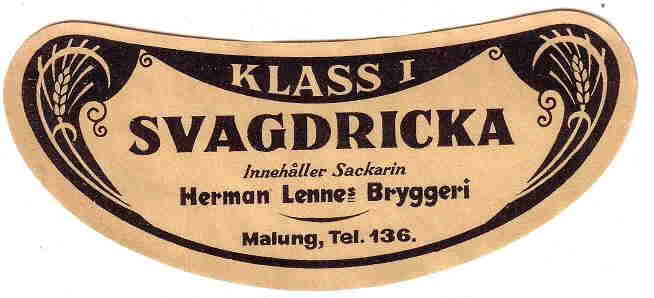 KLASS I
SVAGDRICKA
Innehåller Sackarin
Herman Lennes Bryggeri
Malung, Tel. 136.